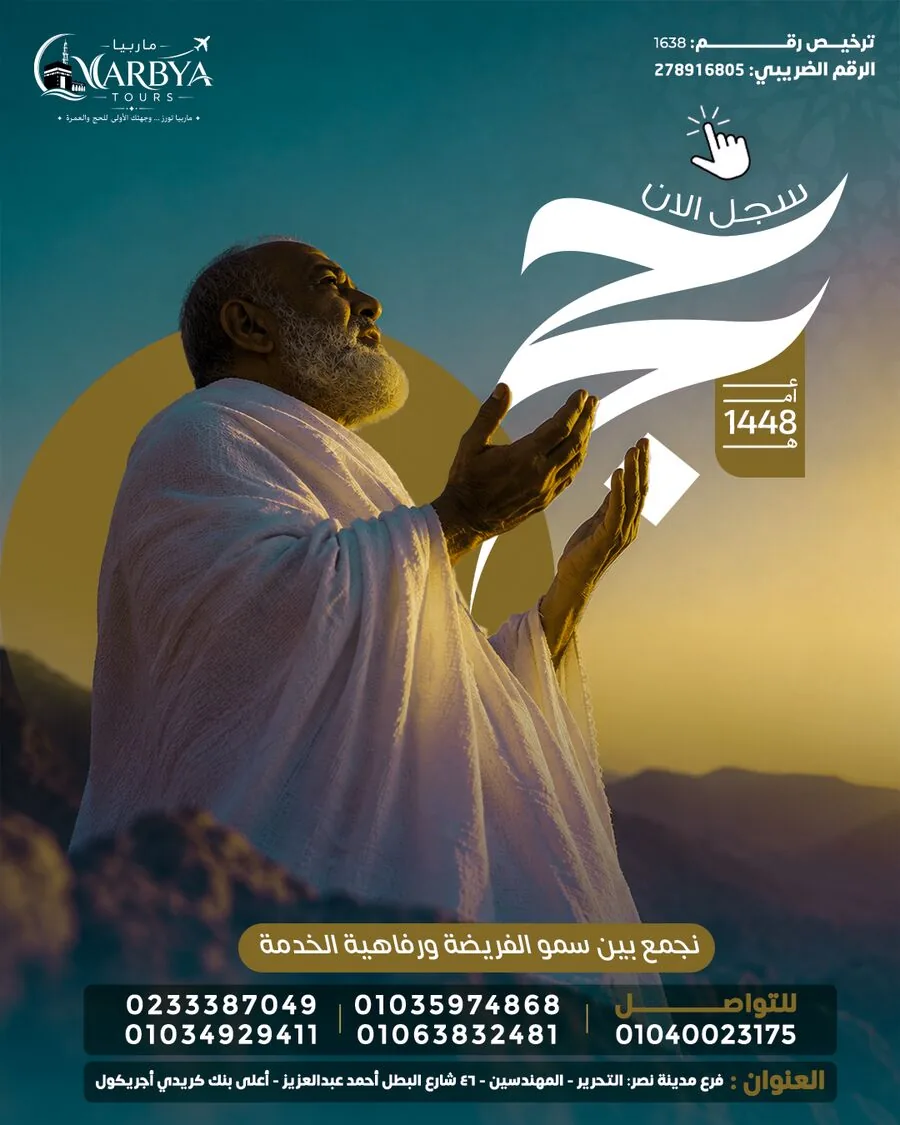 ماربيا
MARBYA
TOURS
ماربيا تورز ... وجهتك الأولى للحج والعمرة
ترخيص رقم: 1638
الرقم الضريبي: 278916805
سجل الان
حج
عام
1448
هـ
نجمع بين سمو الفريضة ورفاهية الخدمة
للتواصل
01040023175
01035974868
01063832481
0233387049
01034929411
العنوان : فرع مدينة نصر: التحرير - المهندسين - ٤٦ شارع البطل أحمد عبدالعزيز - أعلى بنك كريدي أجريكول